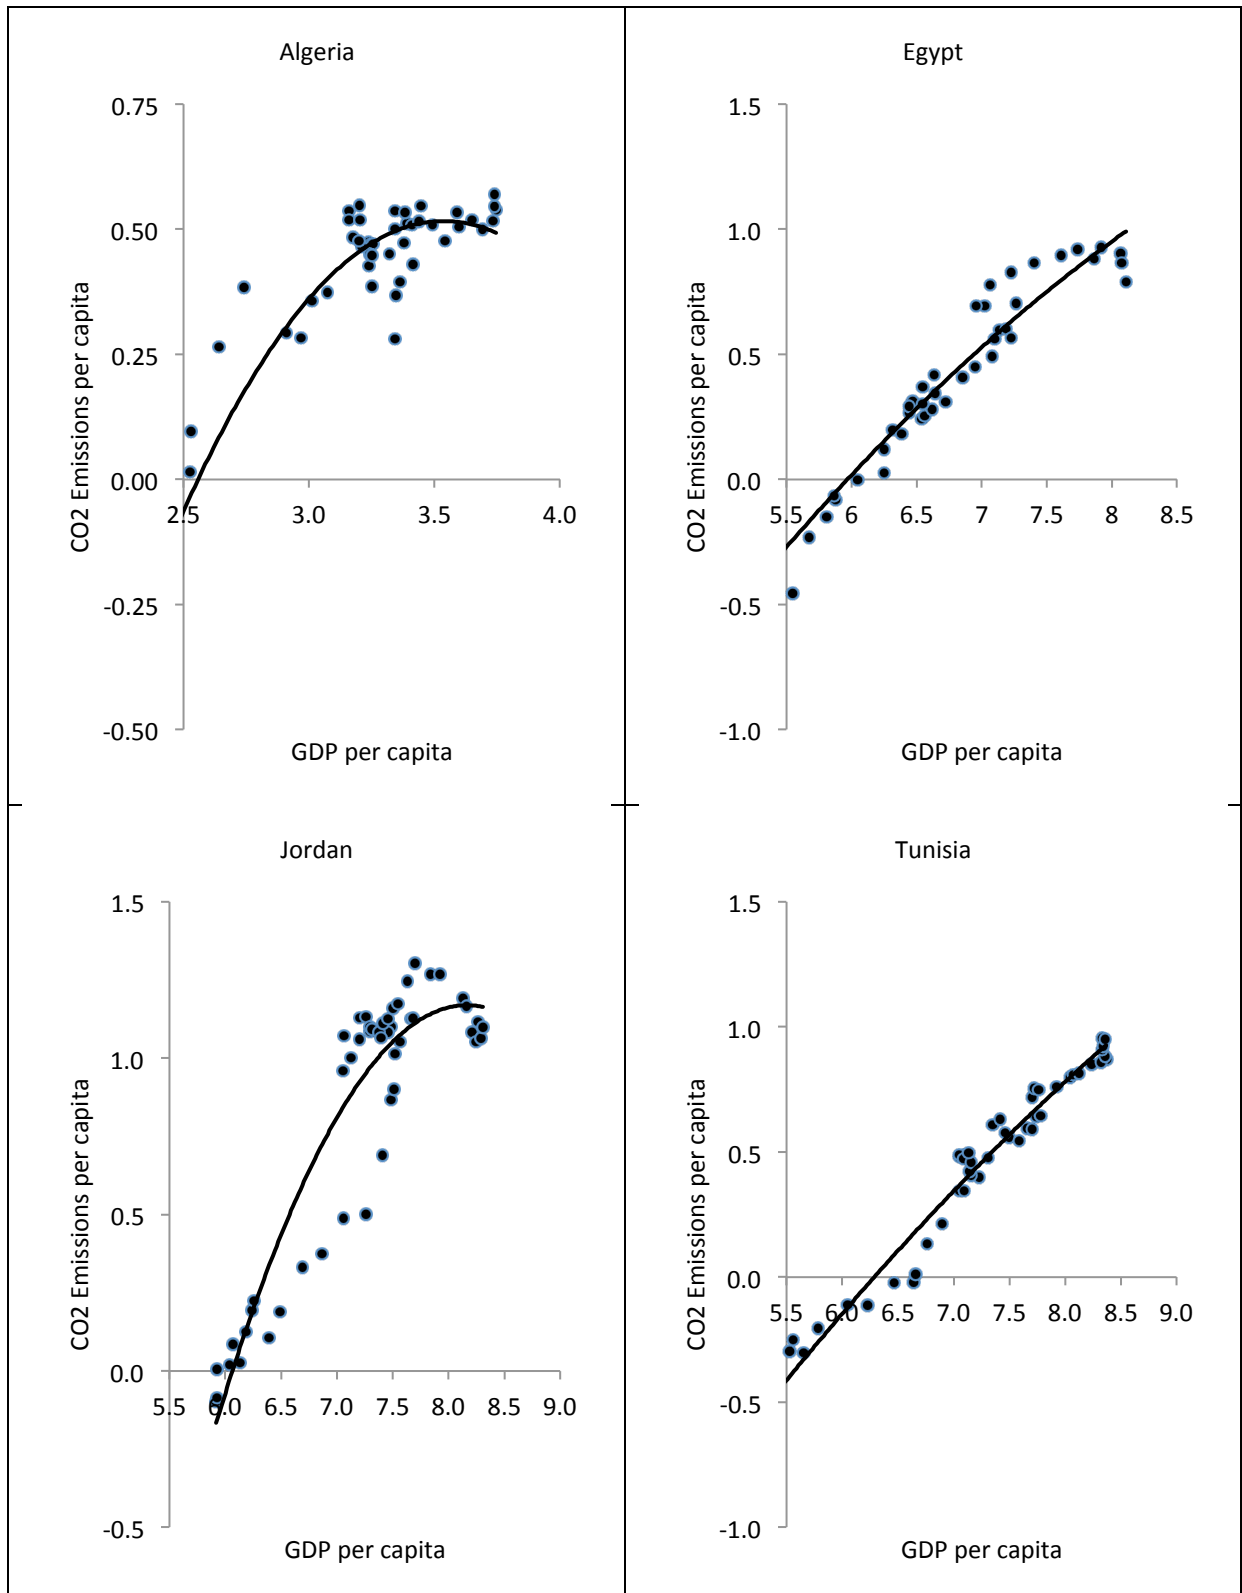 Algeria
0.75
0.50
0.25
0.00
-0.25
-0.50
2.5 3.0 3.5 4.0
CO2 Emissions per capita
GDP per capita
Egypt
1.5
1.0
0.5
0.0
-0.5
-1.0
5.5 6 6.5 7 7.5 8 8.5
CO2 Emissions per capita
GDP per capita
Jordan
1.5
1.0
0.5
0.0
-0.5
5.5 6.0 6.5 7.0 7.5 8.0 8.5 9.0
CO2 Emissions per capita
GDP per capita
Tunisia
1.5
1.0
0.5
0.0
-0.5
-1.0
5.5 6.0 6.5 7.0 7.5 8.0 8.5 9.0
CO2 Emissions per capita
GDP per capita